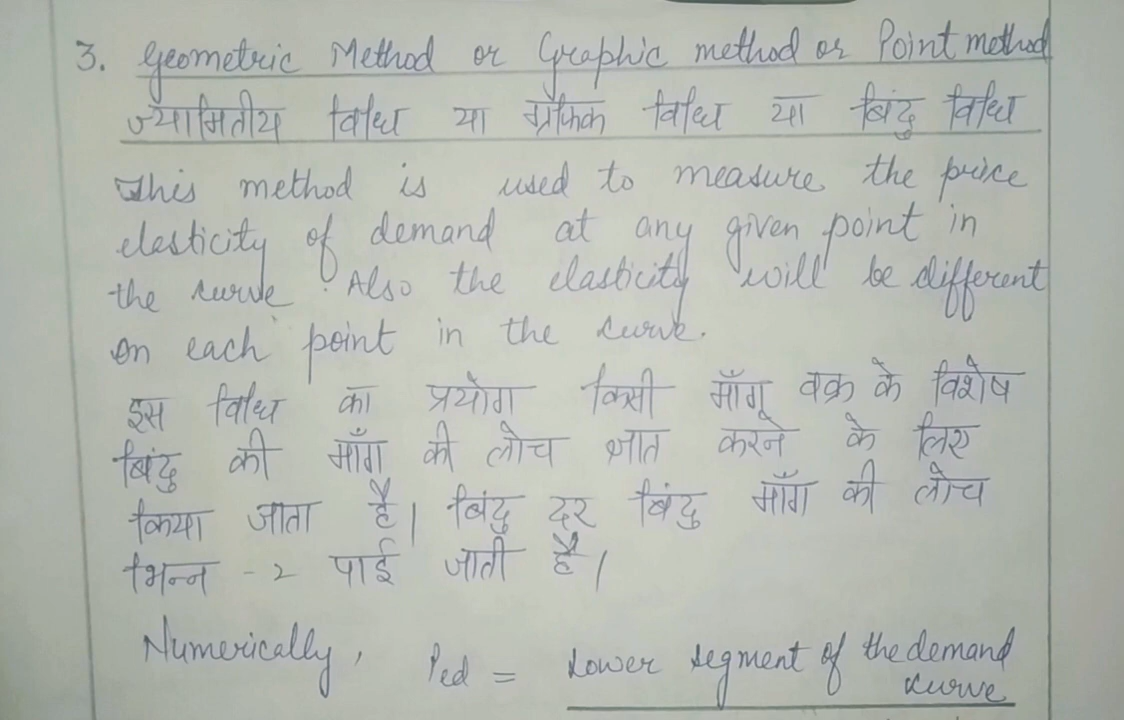 3. Geometric Method or Graphic method or Point method
ज्यामितीय विधि या ग्रफिक विधि या बिंदु विधि
This method is used to measure the price
elasticity of demand at any given point in
the curve. Also the elasticity will be different
on each point in the curve.
इस विधि का प्रयोग किसी माँग वक्र के विशेष
बिंदु की माँग की लोच ज्ञात करने के लिए
किया जाता है। बिंदु दर बिंदु माँग की लोच
भिन्न -2 पाई जाती है।
Numerically, Ped = Lower segment of the demand
curve